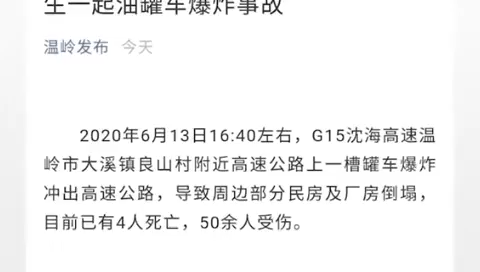 生一起油罐车爆炸事故
温岭发布 今天
2020年6月13日16:40左右，G15沈海高速温
岭市大溪镇良山村附近高速公路上一槽罐车爆炸
冲出高速公路，导致周边部分民房及厂房倒塌，
目前已有4人死亡，50余人受伤。